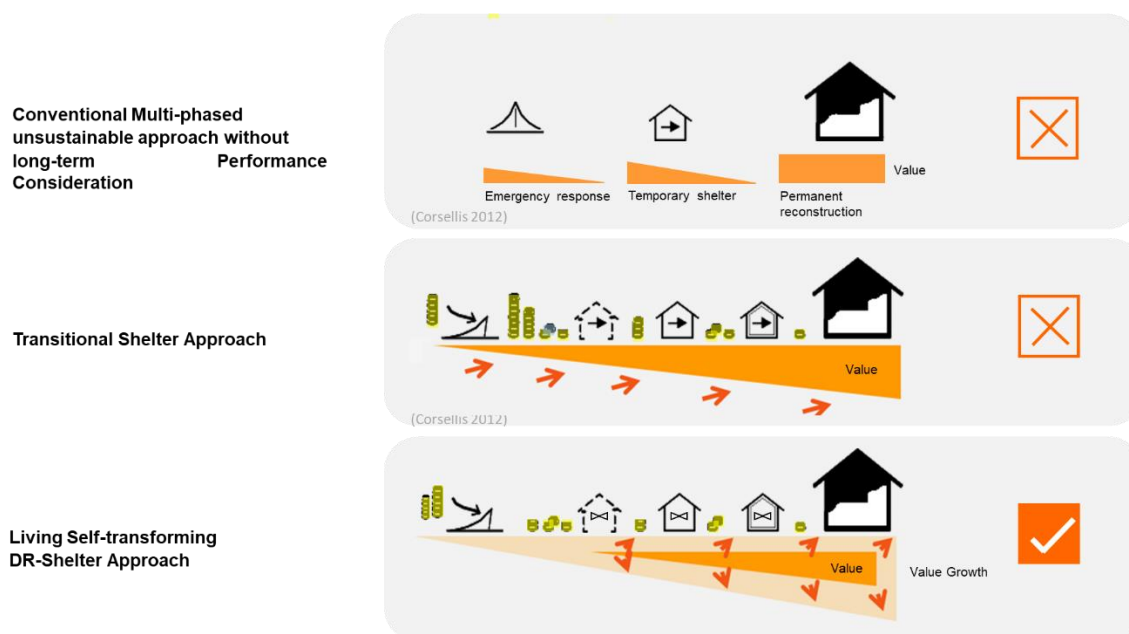 Conventional Multi-phased
unsustainable approach without
long-term Performance
Consideration
Value
Emergency response
Temporary shelter
Permanent
reconstruction
(Corsellis 2012)
Transitional Shelter Approach
Value
(Corsellis 2012)
Living Self-transforming
DR-Shelter Approach
Value
Value Growth